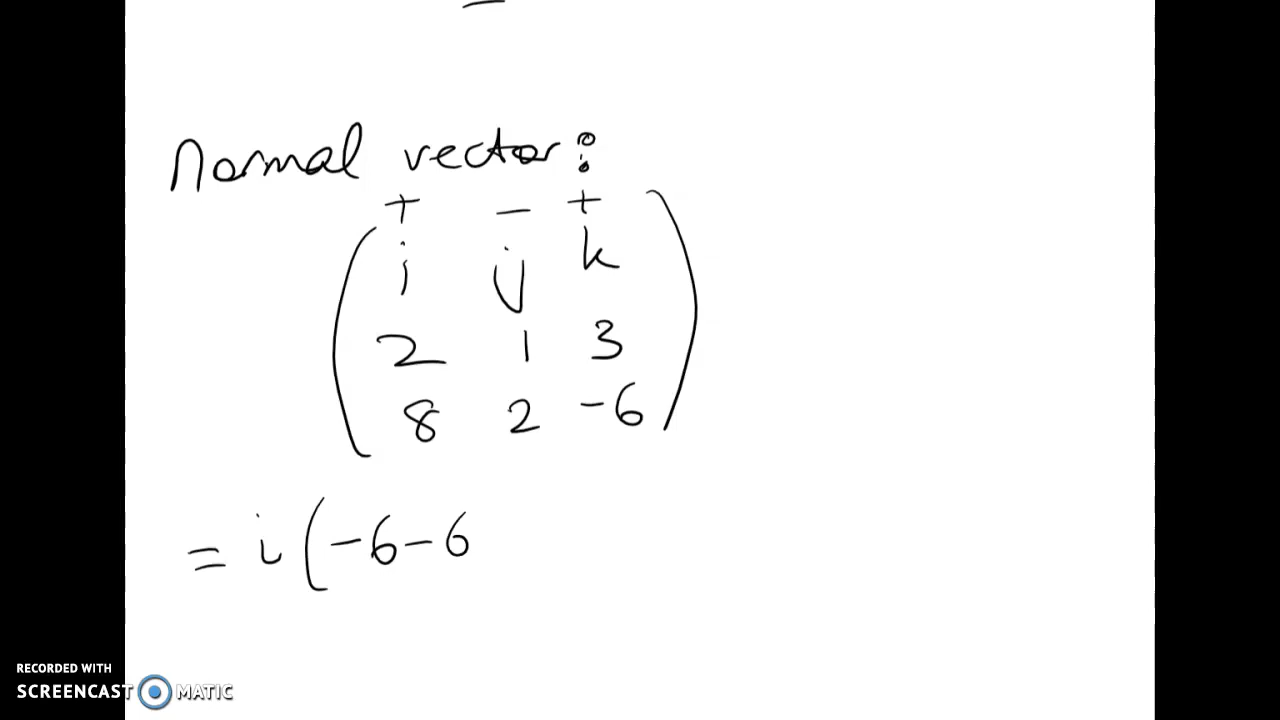 Normal vector:
+ - +
i j k
2 1 3
8 2 -6
= i (-6-6
RECORDED WITH
SCREENCAST MATIC